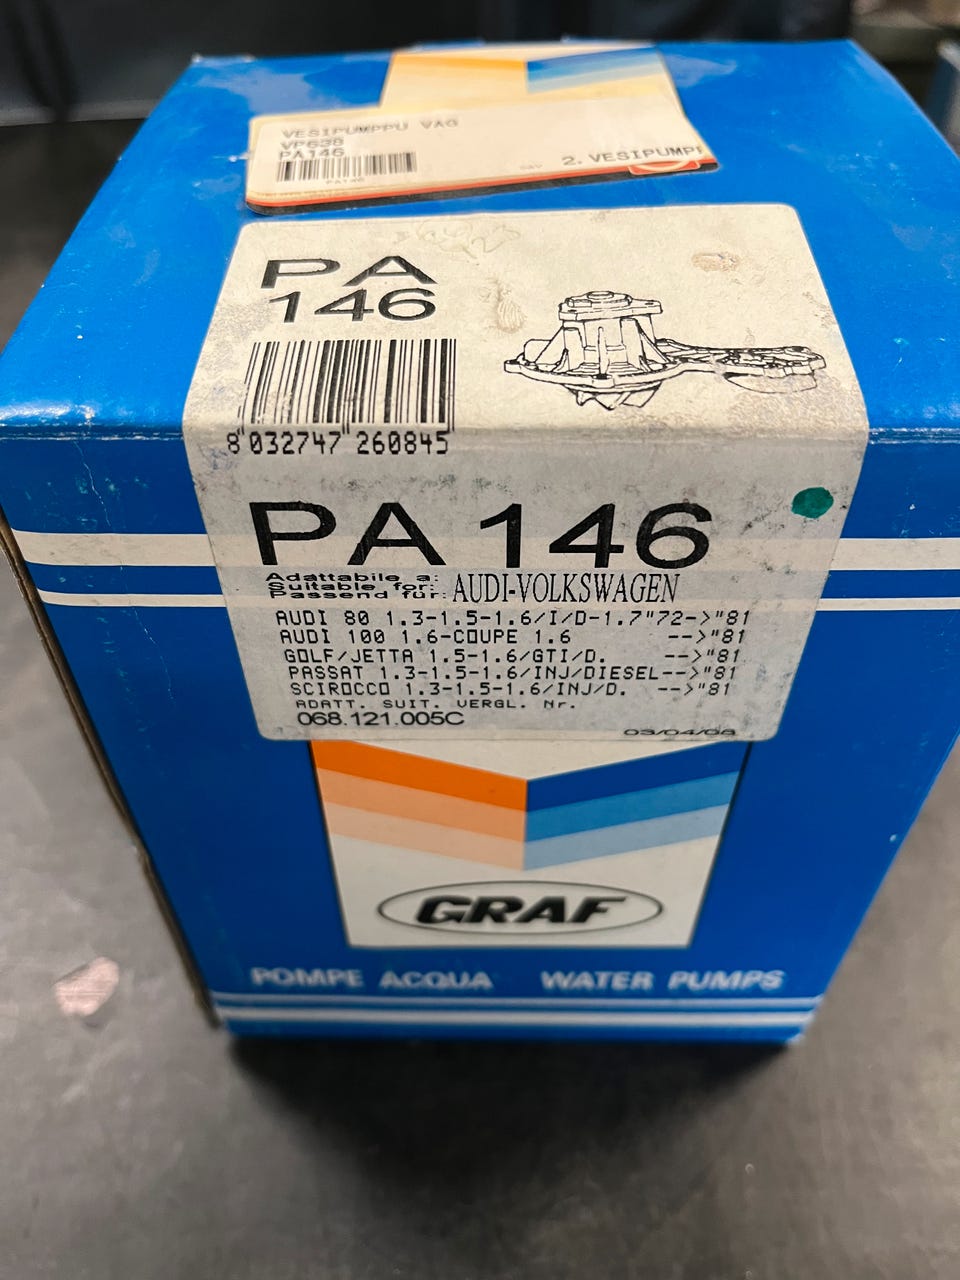 VESIPUMPPU VAG
VP638
PA146
PA146
2. VESIPUMP
PA
146
8 032747 260845
PA 146
Adattabile a:
Suitable for:
Passend für:
AUDI-VOLKSWAGEN
AUDI 80 1.3-1.5-1.6/I/D-1.7"72->"81
AUDI 100 1.6-COUPE 1.6 -->"81
GOLF/JETTA 1.5-1.6/GTI/D. -->"81
PASSAT 1.3-1.5-1.6/INJ/DIESEL-->"81
SCIROCCO 1.3-1.5-1.6/INJ/D. -->"81
ADATT. SUIT. VERGL. Nr.
068.121.005C
03/04/08
GRAF
POMPE ACQUA WATER PUMPS